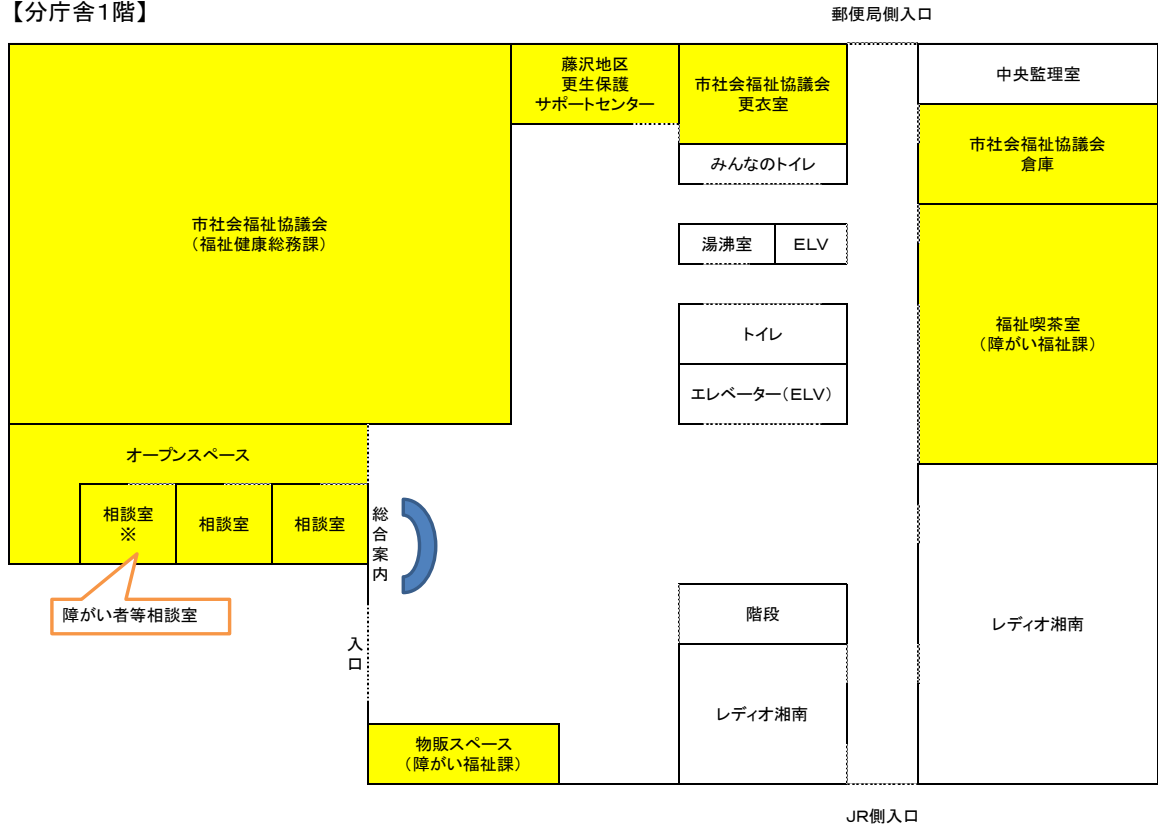 【分庁舎1階】
郵便局側入口
藤沢地区
更生保護
サポートセンター
市社会福祉協議会
更衣室
中央監理室
みんなのトイレ
市社会福祉協議会
倉庫
市社会福祉協議会
（福祉健康総務課）
湯沸室
ELV
トイレ
福祉喫茶室
（障がい福祉課）
エレベーター（ELV）
オープンスペース
相談室
※
相談室
相談室
総合案内
障がい者等相談室
入口
階段
レディオ湘南
レディオ湘南
物販スペース
（障がい福祉課）
JR側入口